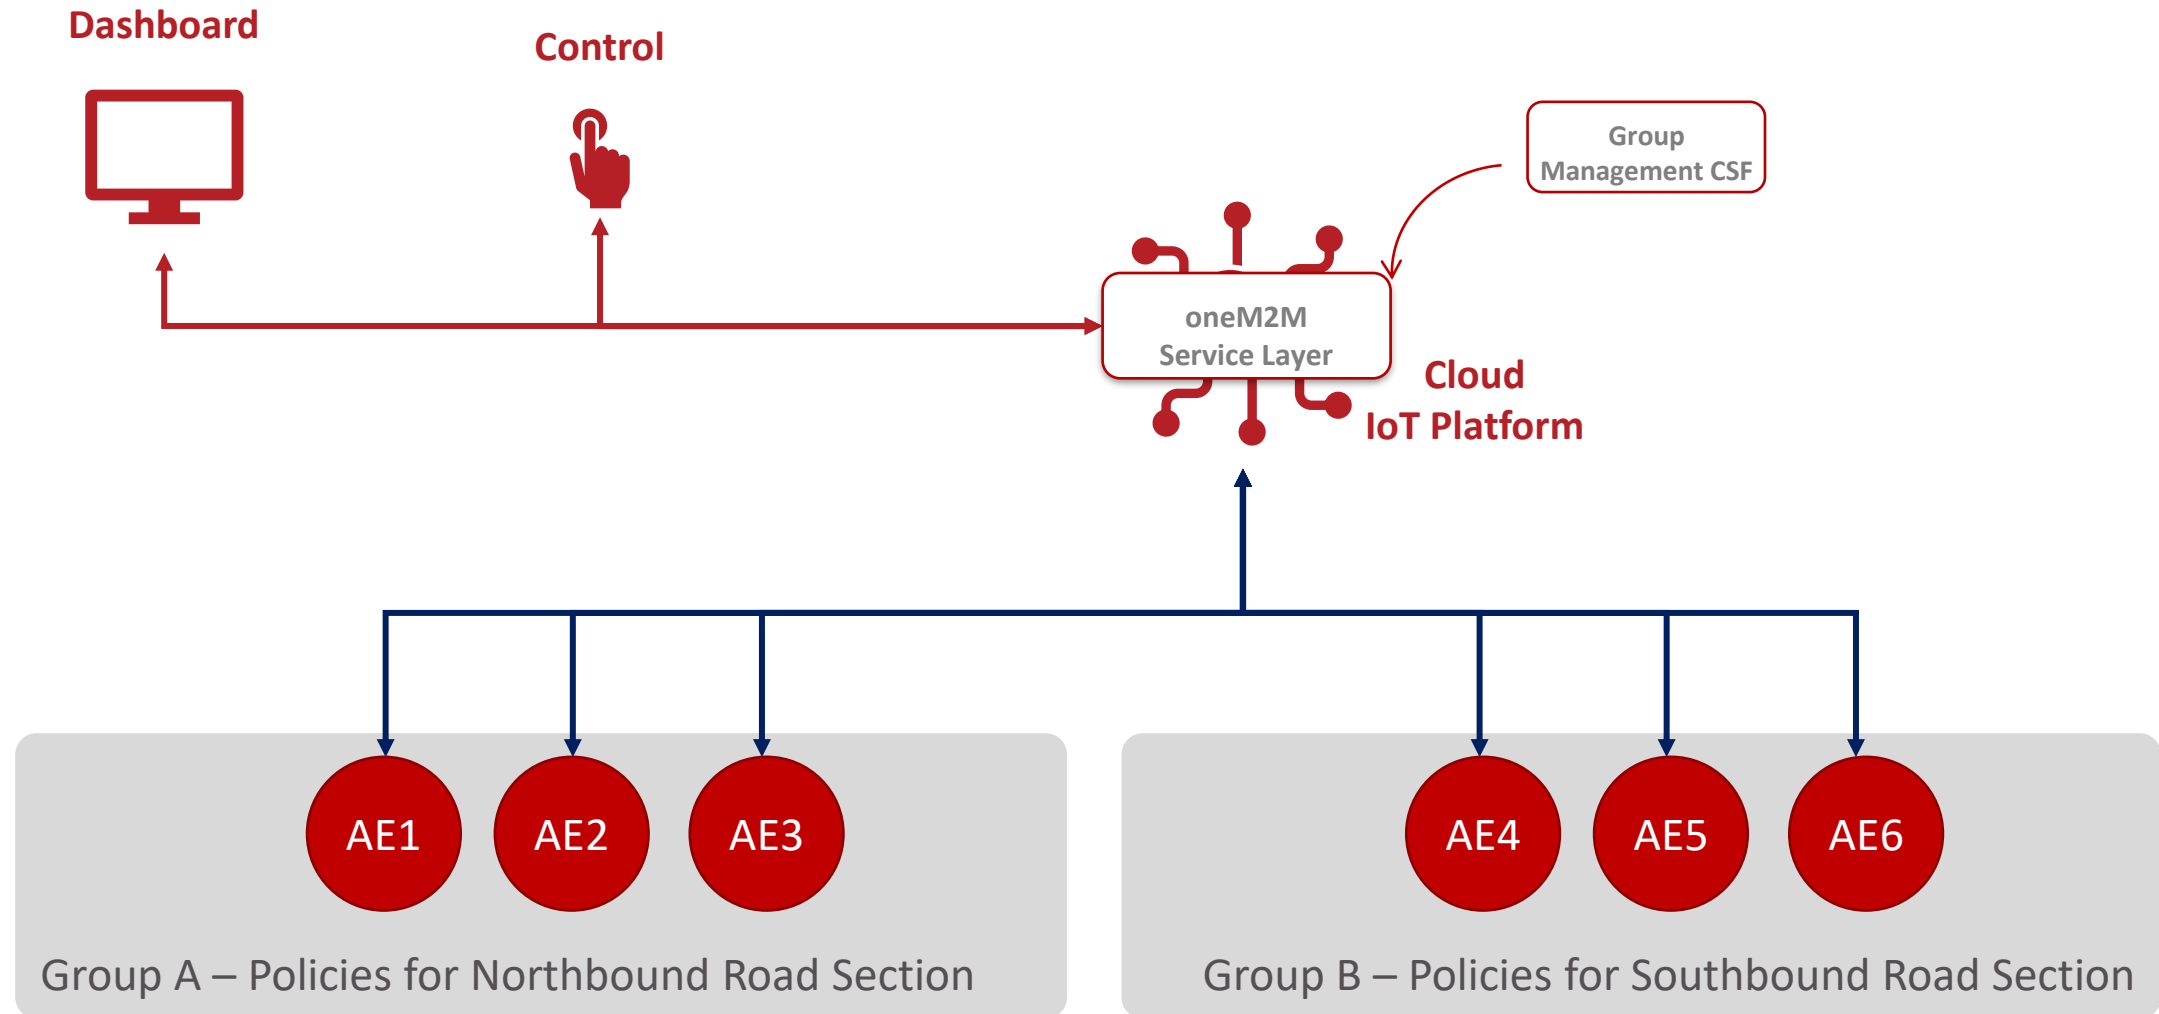 Dashboard
Control
Group
Management CSF
oneM2M
Service Layer
Cloud
IoT Platform
AE1
AE2
AE3
AE4
AE5
AE6
Group A – Policies for Northbound Road Section
Group B – Policies for Southbound Road Section